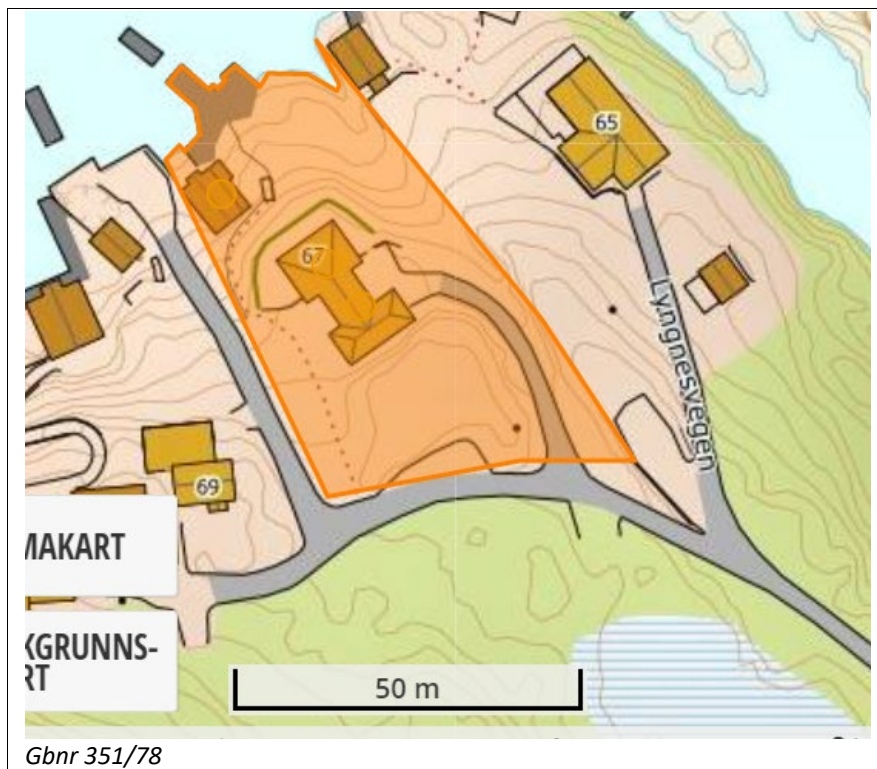 65
67
Lyngnesvegen
69
MAKART
KGRUNNS-
RT
50 m
Gbnr 351/78